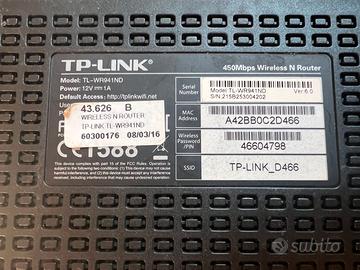 TP-LINK
450Mbps Wireless N Router
Model: TL-WR941ND
Power: 12V⎓1A
Default Access: http://tplinkwifi.net
43.626 B
WIRELESS N ROUTER
TP-LINK TL-WR941ND
60300176 08/03/16
Serial Number
Model: TL-WR941ND Ver:6.0
S/N:215B253004202
MAC Address
A42BB0C2D466
Wireless Password/PIN
46604798
SSID
TP-LINK_D466
subito